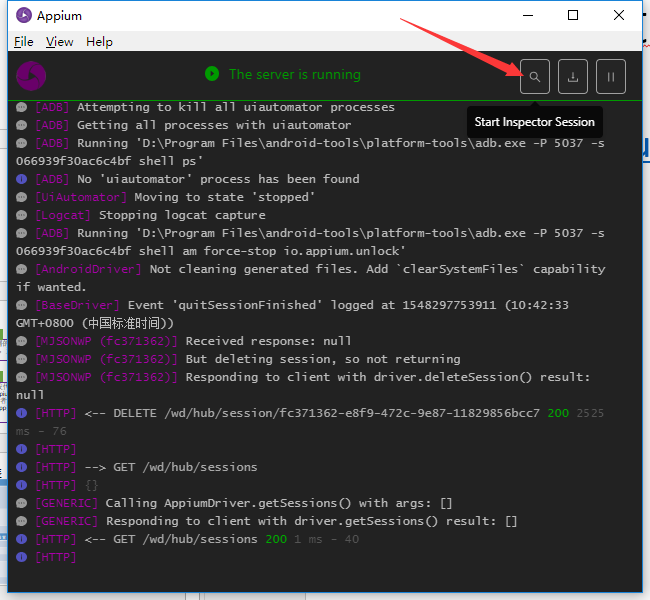 Appium
File View Help
The server is running
Start Inspector Session
[ADB] Attempting to kill all uiautomator processes
[ADB] Getting all processes with uiautomator
[ADB] Running 'D:\Program Files\android-tools\platform-tools\adb.exe -P 5037 -s
066939f30ac6c4bf shell ps'
[ADB] No 'uiautomator' process has been found
[UiAutomator] Moving to state 'stopped'
[Logcat] Stopping logcat capture
[ADB] Running 'D:\Program Files\android-tools\platform-tools\adb.exe -P 5037 -s
066939f30ac6c4bf shell am force-stop io.appium.unlock'
[AndroidDriver] Not cleaning generated files. Add `clearSystemFiles` capability
if wanted.
[BaseDriver] Event 'quitSessionFinished' logged at 1548297753911 (10:42:33
GMT+0800 (中国标准时间))
[MJSONWP (fc371362)] Received response: null
[MJSONWP (fc371362)] But deleting session, so not returning
[MJSONWP (fc371362)] Responding to client with driver.deleteSession() result:
null
[HTTP] <-- DELETE /wd/hub/session/fc371362-e8f9-472c-9e87-11829856bcc7 200 2525
ms - 76
[HTTP]
[HTTP] --> GET /wd/hub/sessions
[HTTP] {}
[GENERIC] Calling AppiumDriver.getSessions() with args: []
[GENERIC] Responding to client with driver.getSessions() result: []
[HTTP] <-- GET /wd/hub/sessions 200 1 ms - 40
[HTTP]